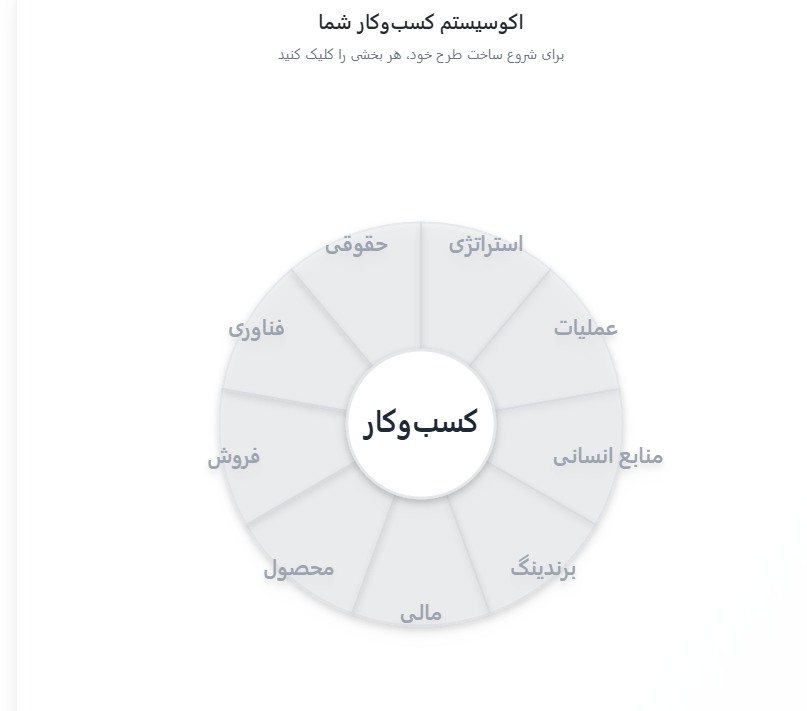 اکوسیستم کسب‌وکار شما
برای شروع ساخت طرح خود، هر بخشی را کلیک کنید
استراتژی
عملیات
منابع انسانی
برندینگ
مالی
محصول
فروش
فناوری
حقوقی
کسب‌وکار